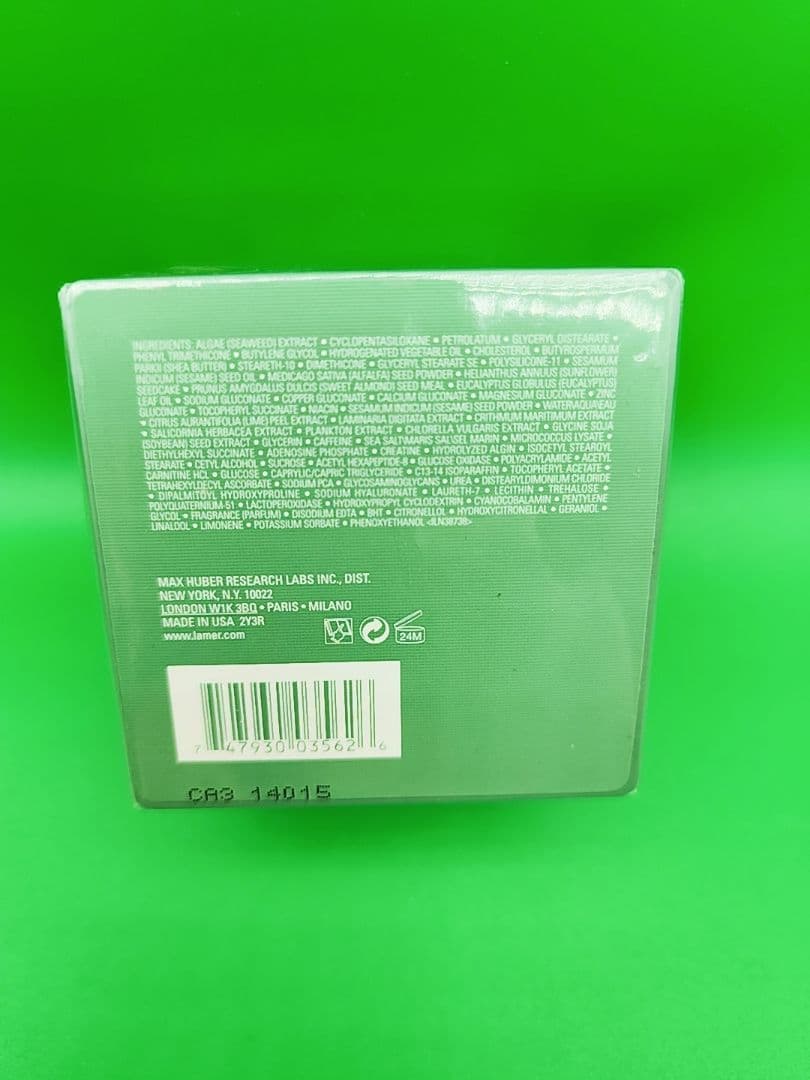 INGREDIENTS: ALGAE (SEAWEED) EXTRACT • CYCLOPENTASILOXANE • PETROLATUM • GLYCERYL DISTEARATE •
PHENYL TRIMETHICONE • BUTYLENE GLYCOL • HYDROGENATED VEGETABLE OIL • CHOLESTEROL • BUTYROSPERMUM
PARKII (SHEA BUTTER) • STEARETH-10 • DIMETHICONE • GLYCERYL STEARATE SE • POLYSILICONE-11 • SESAMUM
INDICUM (SESAME) SEED OIL • MEDICAGO SATIVA (ALFALFA) SEED POWDER • HELIANTHUS ANNUUS (SUNFLOWER)
SEEDCAKE • PRUNUS AMYGDALUS DULCIS (SWEET ALMOND) SEED MEAL • EUCALYPTUS GLOBULUS (EUCALYPTUS)
LEAF OIL • SODIUM GLUCONATE • COPPER GLUCONATE • CALCIUM GLUCONATE • MAGNESIUM GLUCONATE • ZINC
GLUCONATE • TOCOPHERYL SUCCINATE • NIACIN • SESAMUM INDICUM (SESAME) SEED POWDER • WATER\AQUA\EAU
• CITRUS AURANTIFOLIA (LIME) PEEL EXTRACT • LAMINARIA DIGITATA EXTRACT • CRITHMUM MARITIMUM EXTRACT
• SALICORNIA HERBACEA EXTRACT • PLANKTON EXTRACT • CHLORELLA VULGARIS EXTRACT • GLYCINE SOJA
(SOYBEAN) SEED EXTRACT • GLYCERIN • CAFFEINE • SEA SALT\MARIS SAL\SEL MARIN • MICROCOCCUS LYSATE •
DIETHYLHEXYL SUCCINATE • ADENOSINE PHOSPHATE • CREATINE • HYDROLYZED ALGIN • ISOCETYL STEAROYL
STEARATE • CETYL ALCOHOL • SUCROSE • ACETYL HEXAPEPTIDE-8 • GLUCOSE OXIDASE • POLYACRYLAMIDE • ACETYL
CARNITINE HCL • GLUCOSE • CAPRYLIC/CAPRIC TRIGLYCERIDE • C13-14 ISOPARAFFIN • TOCOPHERYL ACETATE •
TETRAHEXYLDECYL ASCORBATE • SODIUM PCA • GLYCOSAMINOGLYCANS • UREA • DISTEARYLDIMONIUM CHLORIDE
• DIPALMITOYL HYDROXYPROLINE • SODIUM HYALURONATE • LAURETH-7 • LECITHIN • TREHALOSE •
POLYQUATERNIUM-51 • LACTOPEROXIDASE • HYDROXYPROPYL CYCLODEXTRIN • CYANOCOBALAMIN • PENTYLENE
GLYCOL • FRAGRANCE (PARFUM) • DISODIUM EDTA • BHT • CITRONELLOL • HYDROXYCITRONELLAL • GERANIOL •
LINALOOL • LIMONENE • POTASSIUM SORBATE • PHENOXYETHANOL <ILN38738>
MAX HUBER RESEARCH LABS INC., DIST.
NEW YORK, N.Y. 10022
LONDON W1K 3BQ • PARIS • MILANO
MADE IN USA 2Y3R
www.lamer.com
24M
7 47930 03562 6
CA3 14015